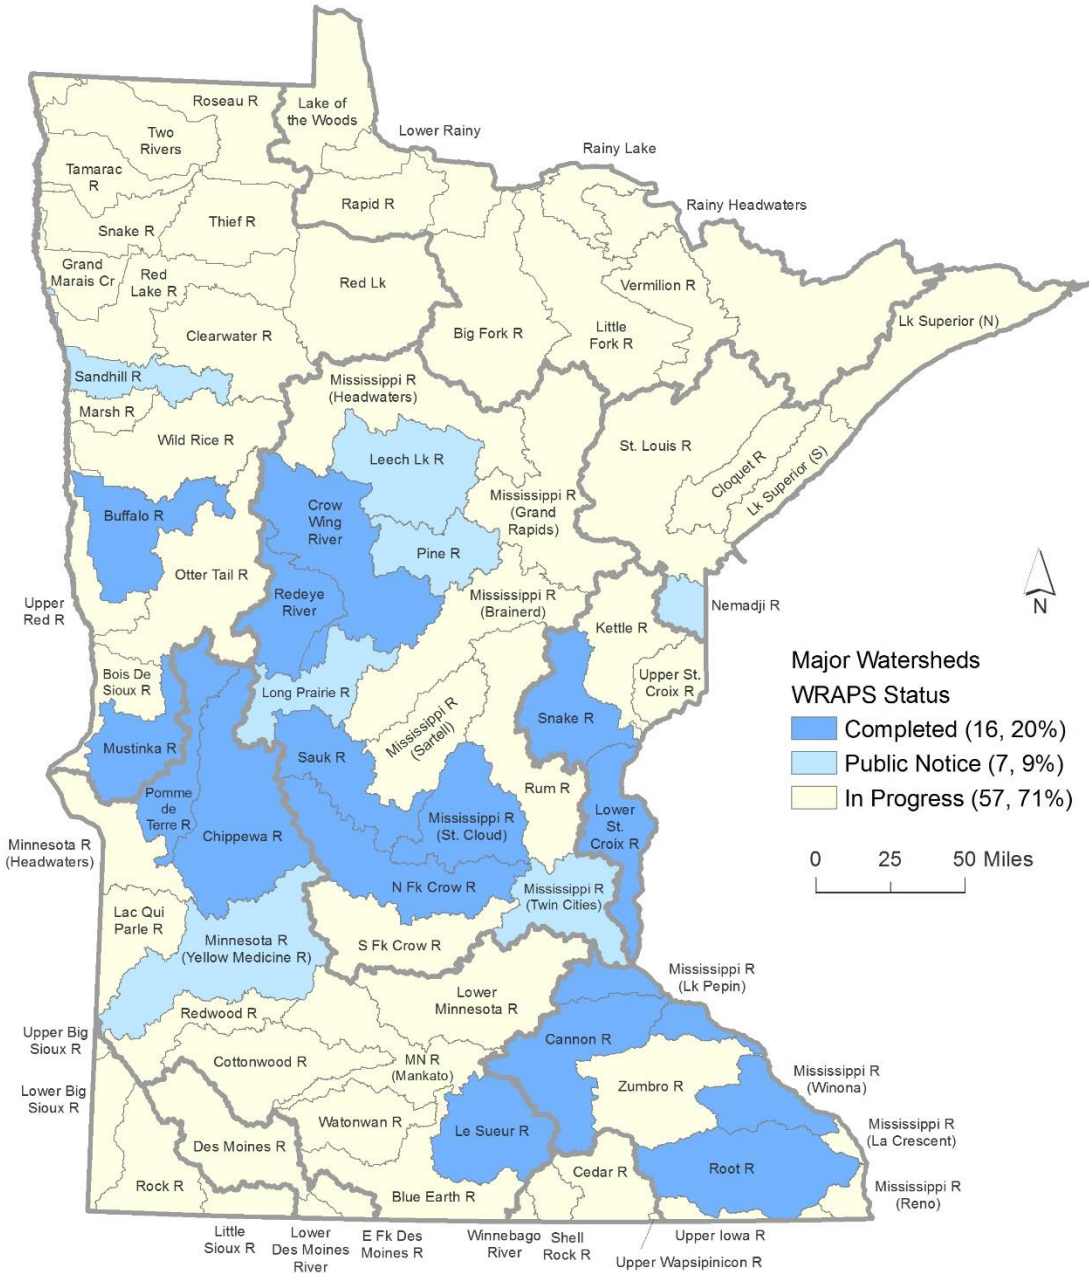 Roseau R
Lake of
the Woods
Lower Rainy
Two
Rivers
Rainy Lake
Tamarac
R
Rapid R
Rainy Headwaters
Snake R
Thief R
Grand
Marais Cr
Red
Lake R
Red Lk
Vermilion R
Clearwater R
Big Fork R
Little
Fork R
Lk Superior (N)
Sandhill R
Mississippi R
(Headwaters)
Marsh R
Wild Rice R
Leech Lk R
St. Louis R
Cloquet R
Lk Superior (S)
Buffalo R
Crow
Wing
River
Mississippi R
(Grand
Rapids)
Pine R
Otter Tail R
Redeye
River
Mississippi R
(Brainerd)
Nemadji R
Upper
Red R
Kettle R
N
Bois De
Sioux R
Long Prairie R
Upper St.
Croix R
Major Watersheds
WRAPS Status
Completed (16, 20%)
Public Notice (7, 9%)
In Progress (57, 71%)
Mustinka R
Sauk R
Mississippi R
(Sartell)
Snake R
Pomme
de
Terre R
Chippewa R
Mississippi R
(St. Cloud)
Rum R
Lower
St.
Croix R
Minnesota R
(Headwaters)
0 25 50 Miles
N Fk Crow R
Mississippi R
(Twin Cities)
Lac Qui
Parle R
Minnesota R
(Yellow Medicine R)
S Fk Crow R
Mississippi R
(Lk Pepin)
Redwood R
Lower
Minnesota R
Upper Big
Sioux R
Cottonwood R
MN R
(Mankato)
Cannon R
Lower Big
Sioux R
Zumbro R
Mississippi R
(Winona)
Watonwan R
Le Sueur R
Mississippi R
(La Crescent)
Des Moines R
Root R
Rock R
Blue Earth R
Cedar R
Mississippi R
(Reno)
Little
Sioux R
Lower
Des Moines
River
E Fk Des
Moines R
Winnebago
River
Shell
Rock R
Upper Iowa R
Upper Wapsipinicon R